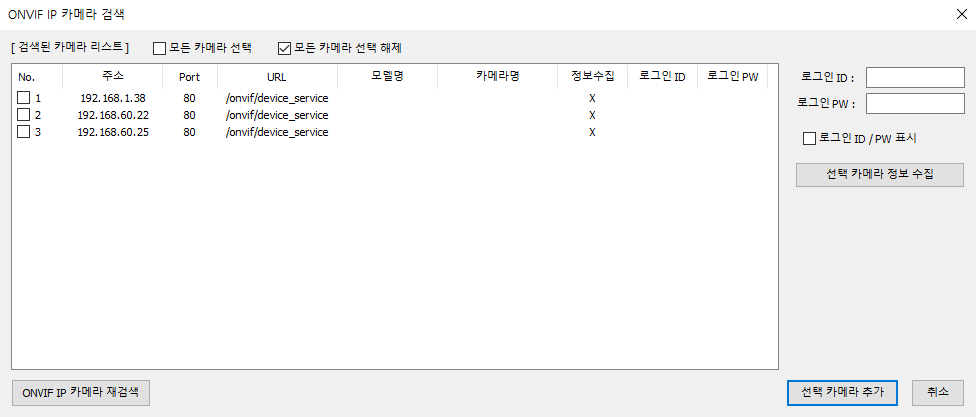 ONVIF IP 카메라 검색
[ 검색된 카메라 리스트 ] 모든 카메라 선택 모든 카메라 선택 해제
No. 주소 Port URL 모델명 카메라명 정보수집 로그인 ID 로그인 PW
1 192.168.1.38 80 /onvif/device_service X
2 192.168.60.22 80 /onvif/device_service X
3 192.168.60.25 80 /onvif/device_service X
로그인 ID :
로그인 PW :
로그인 ID / PW 표시
선택 카메라 정보 수집
ONVIF IP 카메라 재검색 선택 카메라 추가 취소